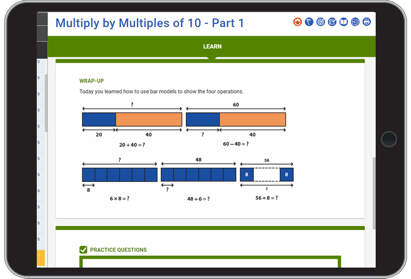 Multiply by Multiples of 10 - Part 1
LEARN
WRAP-UP
Today you learned how to use bar models to show the four operations.
? 60
20 40 ? 40
20 + 40 = ? 60 − 40 = ?
? 48 56
8 8
8 ? ?
6 × 8 = ? 48 ÷ 6 = ? 56 ÷ 8 = ?
PRACTICE QUESTIONS